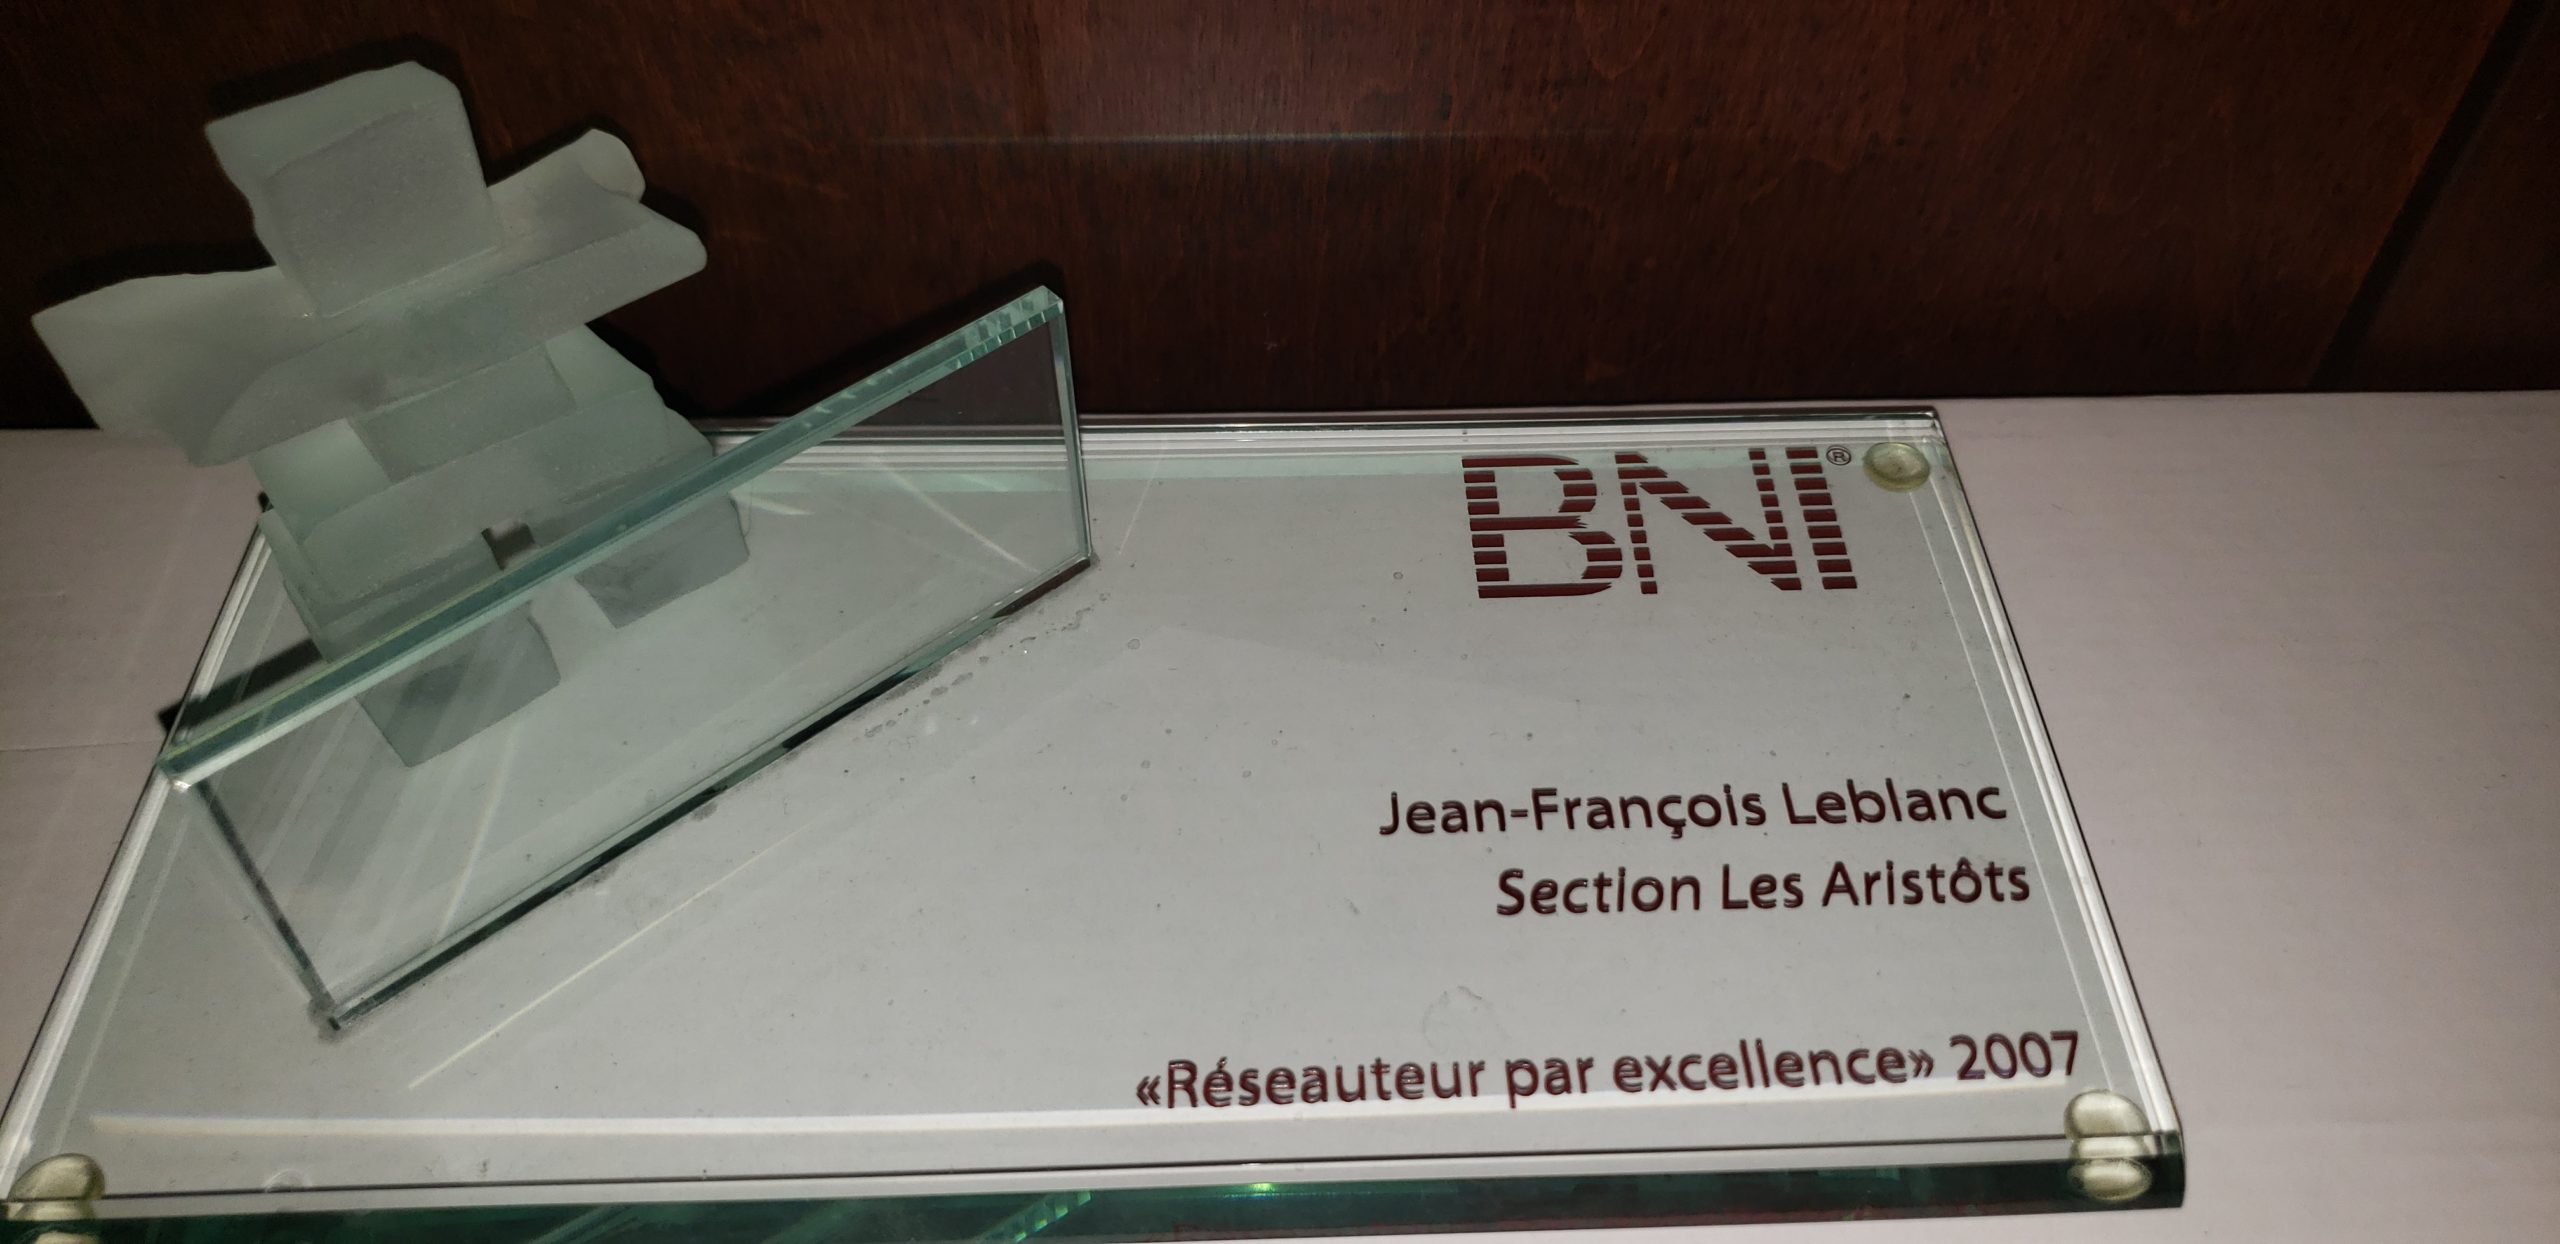 BNI®
Jean-François Leblanc
Section Les Aristôts
«Réseauteur par excellence» 2007